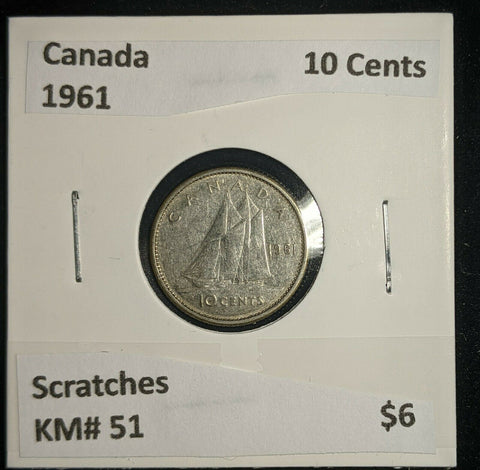 Canada 10 Cents
1961
CANADA
1961
10 CENTS
Scratches
KM# 51 $6